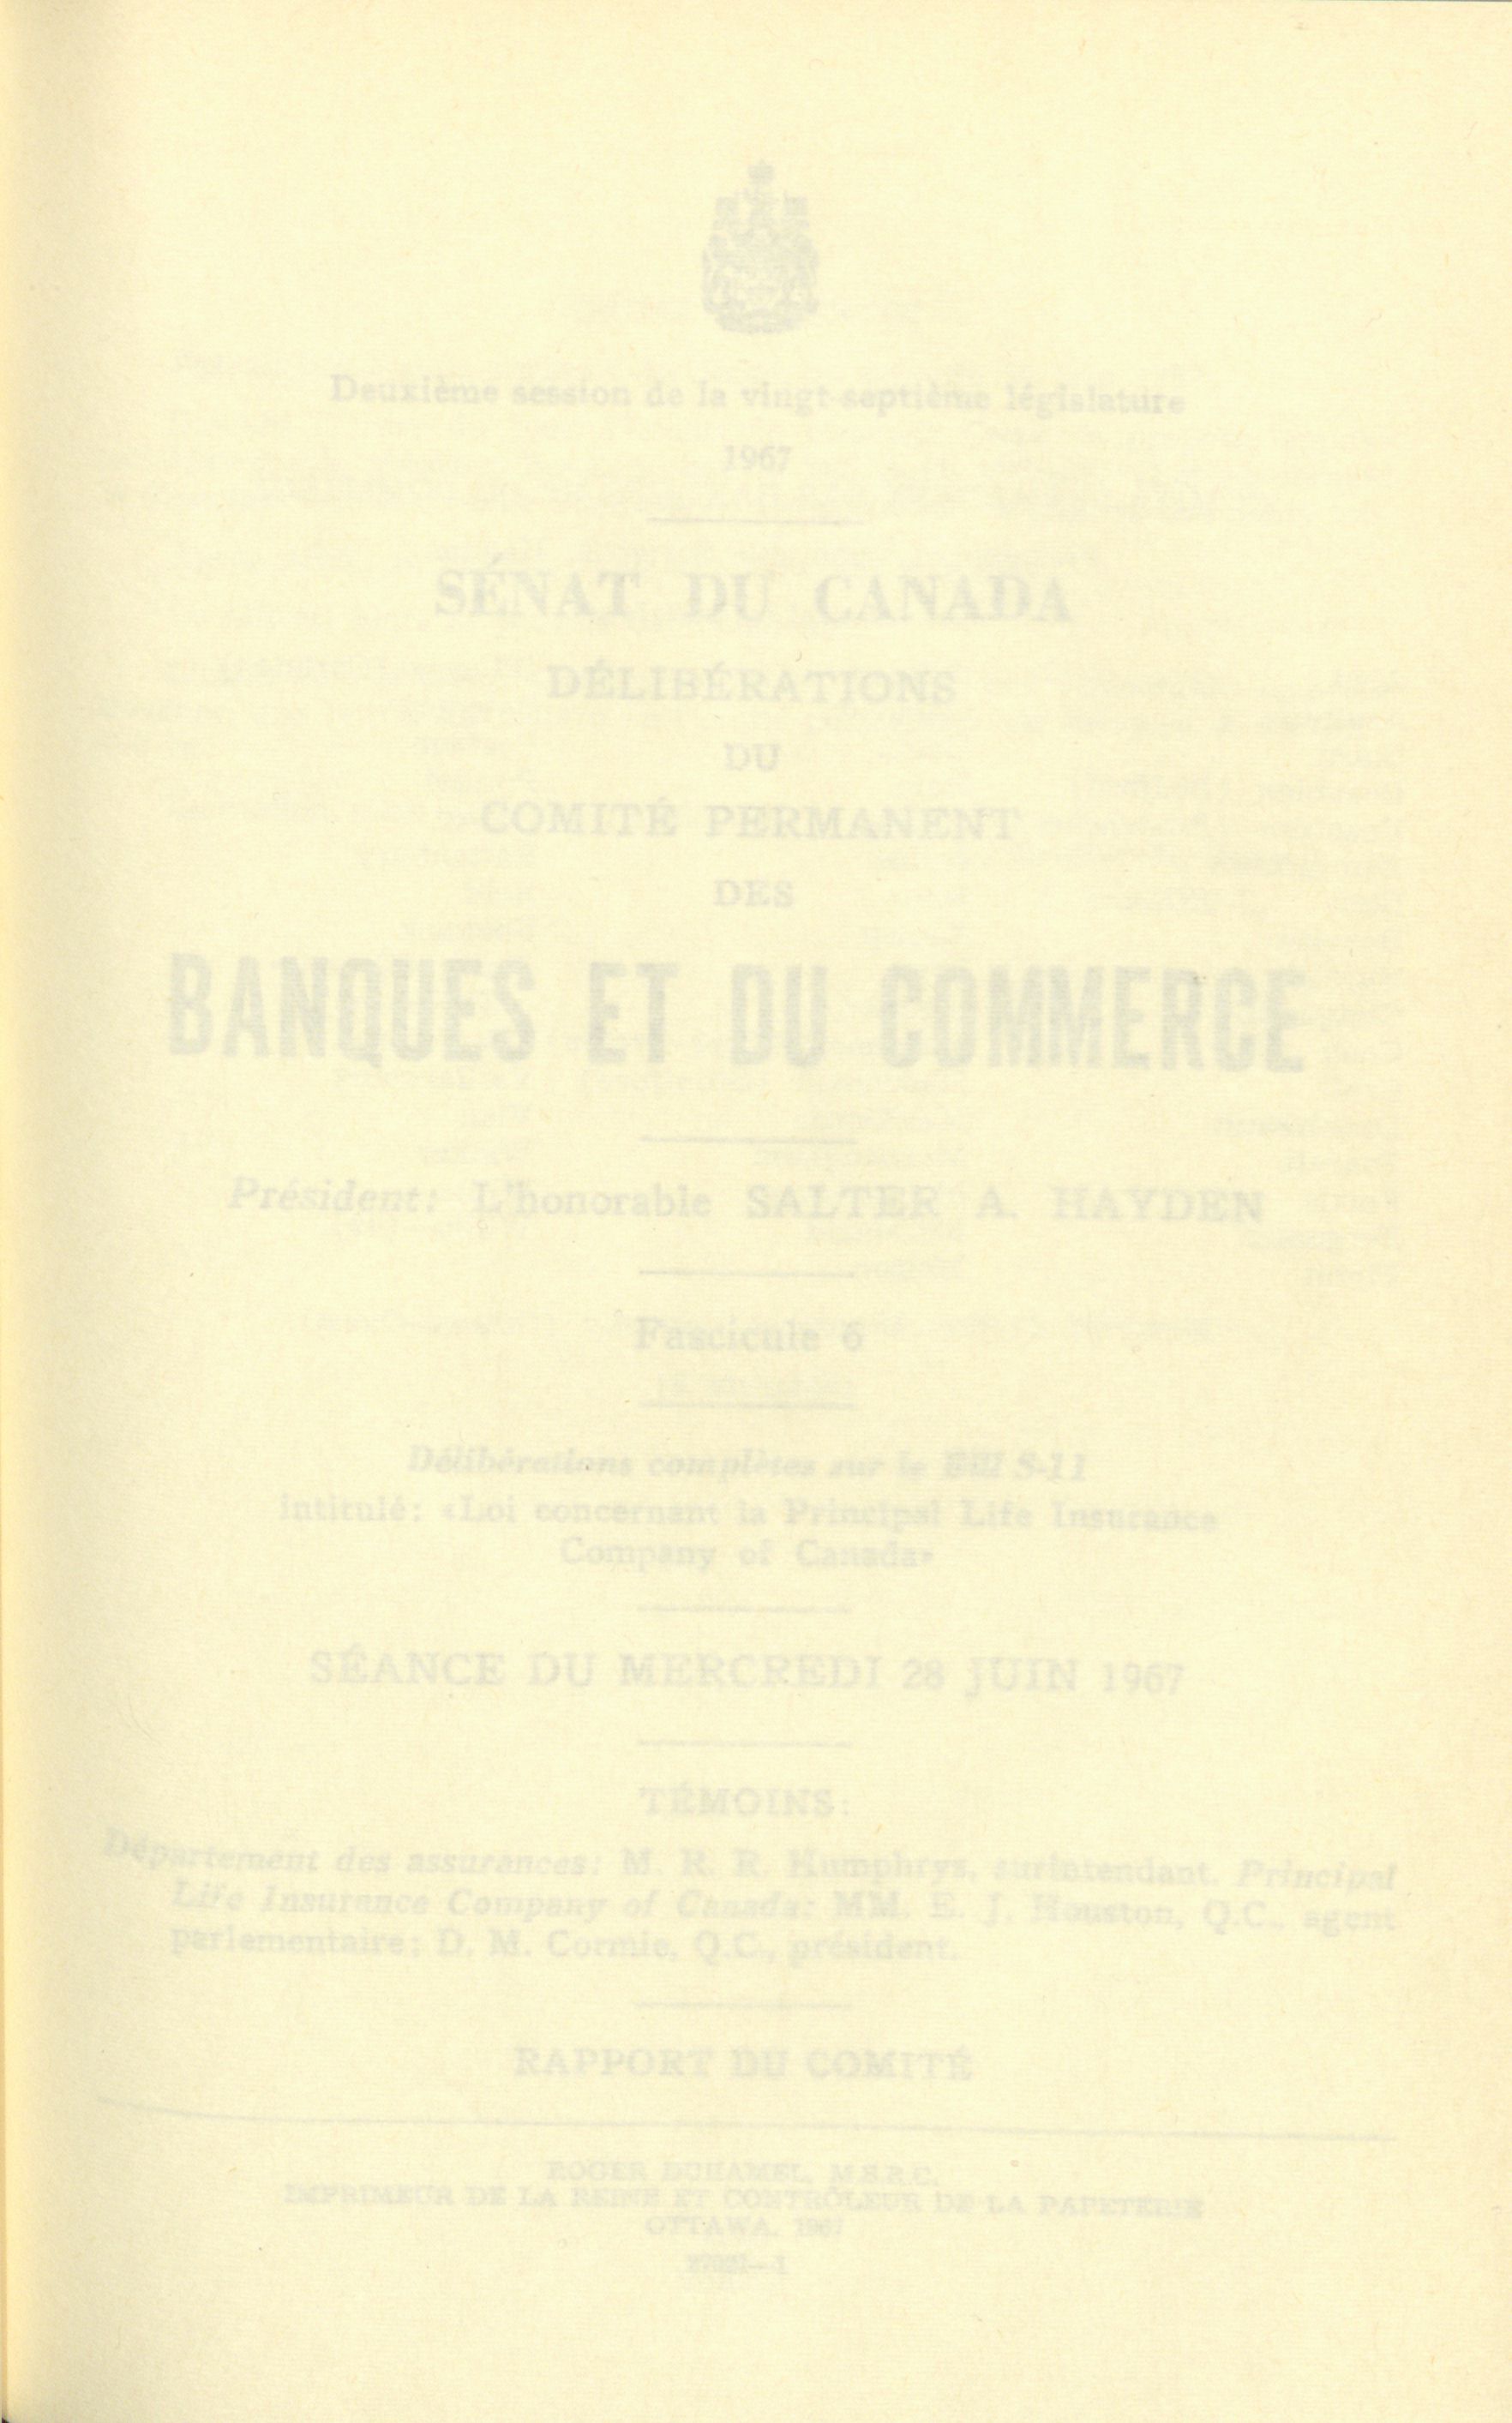 Deuxième session de la vingt-septième législature
1967
SÉNAT DU CANADA
DÉLIBÉRATIONS
DU
COMITÉ PERMANENT
DES
BANQUES ET DU COMMERCE
Président: L'honorable SALTER A. HAYDEN
Fascicule 6
Délibérations complètes sur le Bill S-11
intitulé: «Loi concernant la Principal Life Insurance
Company of Canada»
SÉANCE DU MERCREDI 28 JUIN 1967
TÉMOINS:
Département des assurances: M. R. R. Humphrys, surintendant. Principal
Life Insurance Company of Canada: MM. E. J. Houston, Q.C., agent
parlementaire; D. M. Cormie, Q.C., président.
RAPPORT DU COMITÉ
ROGER DUHAMEL, M.S.R.C.
IMPRIMEUR DE LA REINE ET CONTRÔLEUR DE LA PAPETERIE
OTTAWA, 1967